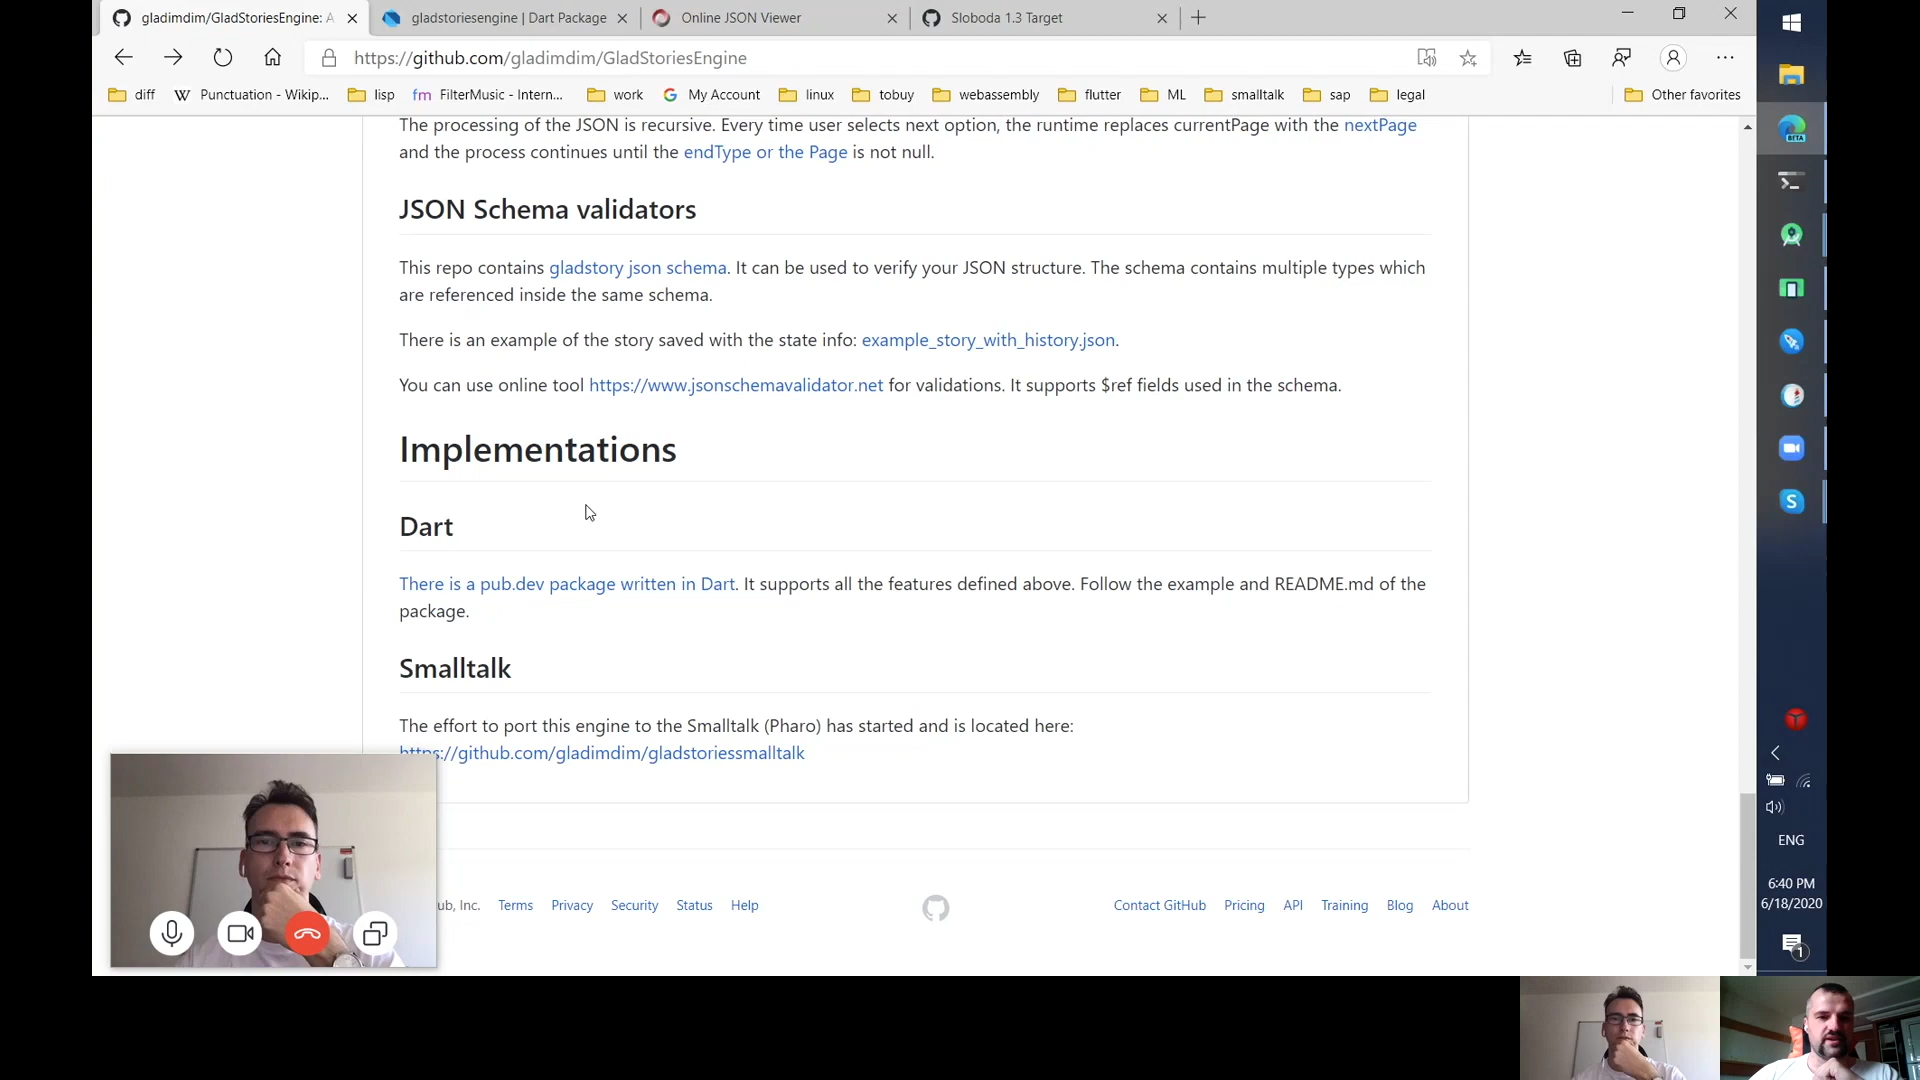 gladimdim/GladStoriesEngine: A
gladstoriesengine | Dart Package
Online JSON Viewer
Sloboda 1.3 Target
https://github.com/gladimdim/GladStoriesEngine
diff
W Punctuation - Wikip...
lisp
fm FilterMusic - Intern...
work
G My Account
linux
tobuy
webassembly
flutter
ML
smalltalk
sap
legal
Other favorites
The processing of the JSON is recursive. Every time user selects next option, the runtime replaces currentPage with the nextPage
and the process continues until the endType or the Page is not null.
JSON Schema validators
This repo contains gladstory json schema. It can be used to verify your JSON structure. The schema contains multiple types which
are referenced inside the same schema.
There is an example of the story saved with the state info: example_story_with_history.json.
You can use online tool https://www.jsonschemavalidator.net for validations. It supports $ref fields used in the schema.
Implementations
Dart
There is a pub.dev package written in Dart. It supports all the features defined above. Follow the example and README.md of the
package.
Smalltalk
The effort to port this engine to the Smalltalk (Pharo) has started and is located here:
https://github.com/gladimdim/gladstoriessmalltalk
ub, Inc.
Terms
Privacy
Security
Status
Help
Contact GitHub
Pricing
API
Training
Blog
About
BETA
S
ENG
6:40 PM
6/18/2020
1